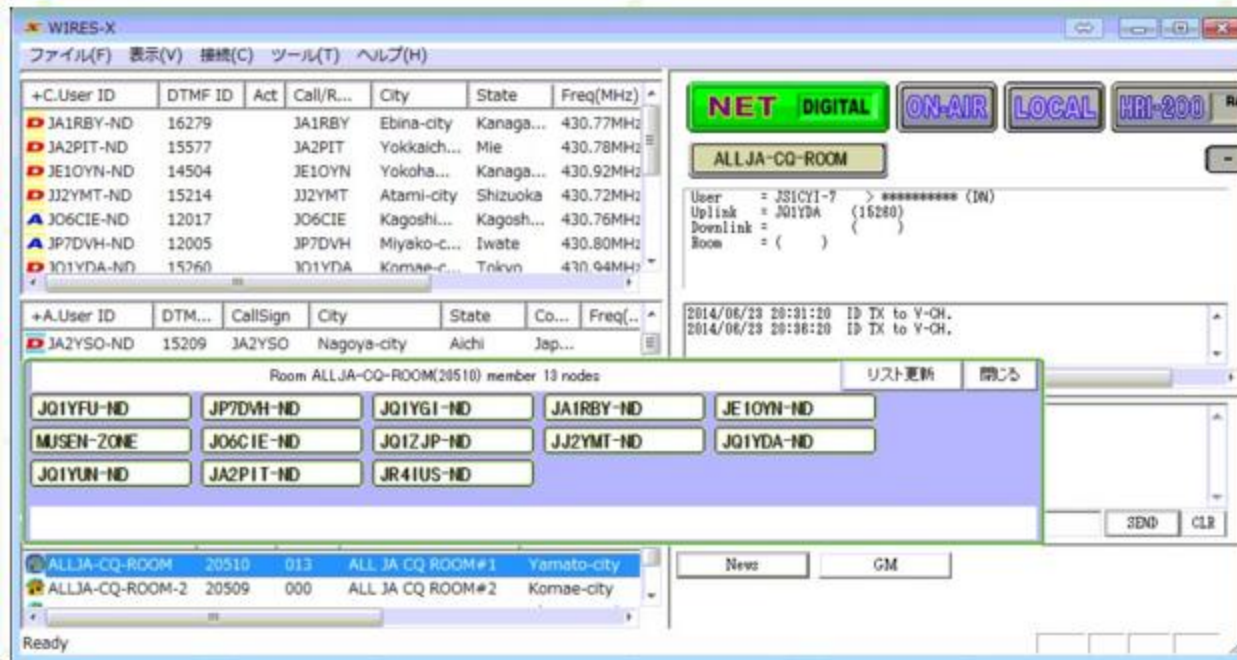 WIRES-X
ファイル(F) 表示(V) 接続(C) ツール(T) ヘルプ(H)
+C.User ID DTMF ID Act Call/R... City State Freq(MHz)
D JA1RBY-ND 16279 JA1RBY Ebina-city Kanaga... 430.77MHz
D JA2PIT-ND 15577 JA2PIT Yokkaich... Mie 430.78MHz
D JE1OYN-ND 14504 JE1OYN Yokoha... Kanaga... 430.92MHz
D JJ2YMT-ND 15214 JJ2YMT Atami-city Shizuoka 430.72MHz
A JO6CIE-ND 12017 JO6CIE Kagoshi... Kagosh... 430.76MHz
A JP7DVH-ND 12005 JP7DVH Miyako-c... Iwate 430.80MHz
D JQ1YDA-ND 15260 JQ1YDA Komae-c... Tokyo 430.94MHz
NET DIGITAL ON-AIR LOCAL HRI-200
ALLJA-CQ-ROOM
User = JS1CYI-7 > ********** (DN)
Uplink = JQ1YDA (15260)
Downlink = ( )
Room = ( )
+A.User ID DTM... CallSign City State Co... Freq(..
D JA2YSO-ND 15209 JA2YSO Nagoya-city Aichi Jap...
2014/06/23 20:31:20 ID TX to V-CH.
2014/06/23 20:36:20 ID TX to V-CH.
Room ALLJA-CQ-ROOM(20510) member 13 nodes リスト更新 閉じる
JQ1YFU-ND JP7DVH-ND JQ1YGI-ND JA1RBY-ND JE1OYN-ND
MUSEN-ZONE JO6CIE-ND JQ1ZJP-ND JJ2YMT-ND JQ1YDA-ND
JQ1YUN-ND JA2PIT-ND JR4IUS-ND
SEND CLR
ALLJA-CQ-ROOM 20510 013 ALL JA CQ ROOM#1 Yamato-city
ALLJA-CQ-ROOM-2 20509 000 ALL JA CQ ROOM#2 Komae-city
News GM
Ready